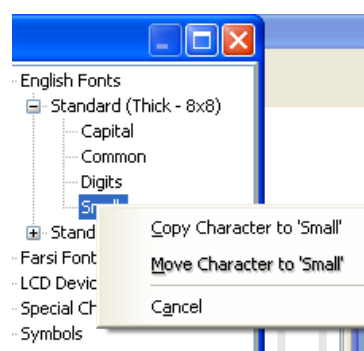 English Fonts
Standard (Thick - 8x8)
Capital
Common
Digits
Stand
Farsi Font
LCD Devic
Special Ch
Symbols
Copy Character to 'Small'
Move Character to 'Small'
Cancel